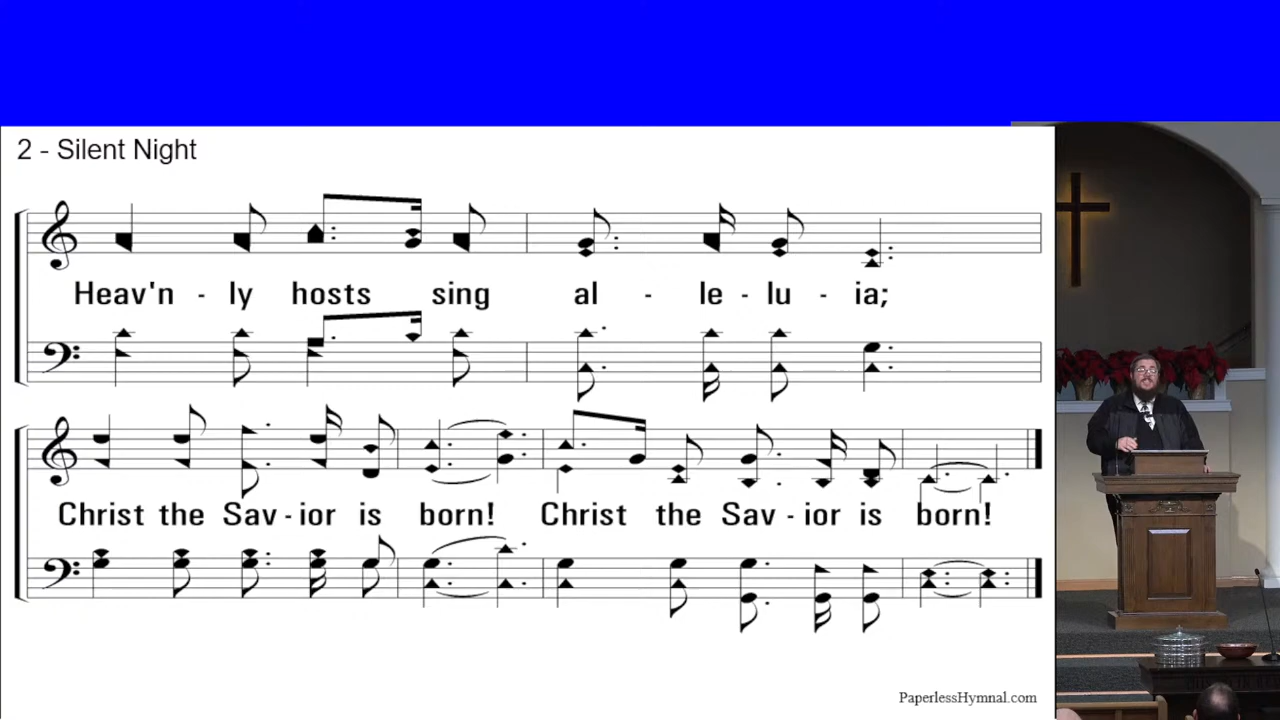 2 - Silent Night
Heav'n - ly hosts sing al - le - lu - ia;
Christ the Sav - ior is born! Christ the Sav - ior is born!
PaperlessHymnal.com